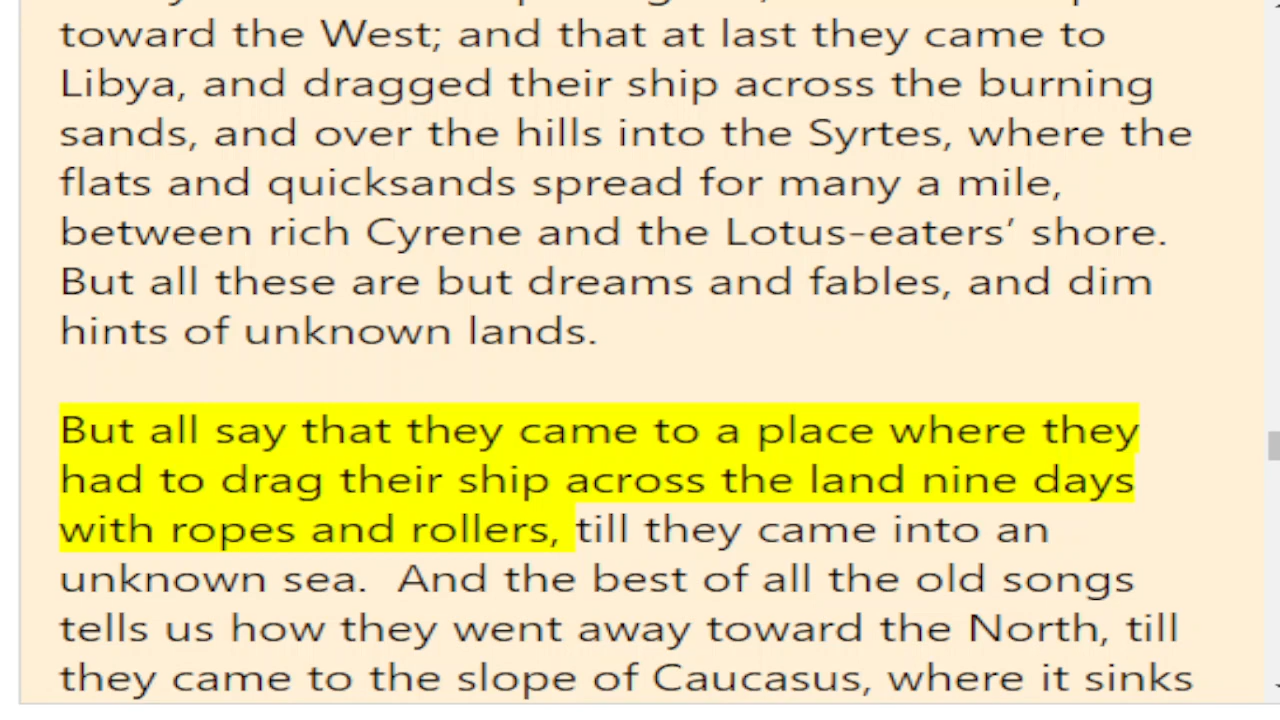 toward the West; and that at last they came to
Libya, and dragged their ship across the burning
sands, and over the hills into the Syrtes, where the
flats and quicksands spread for many a mile,
between rich Cyrene and the Lotus-eaters’ shore.
But all these are but dreams and fables, and dim
hints of unknown lands.
But all say that they came to a place where they
had to drag their ship across the land nine days
with ropes and rollers, till they came into an
unknown sea.  And the best of all the old songs
tells us how they went away toward the North, till
they came to the slope of Caucasus, where it sinks